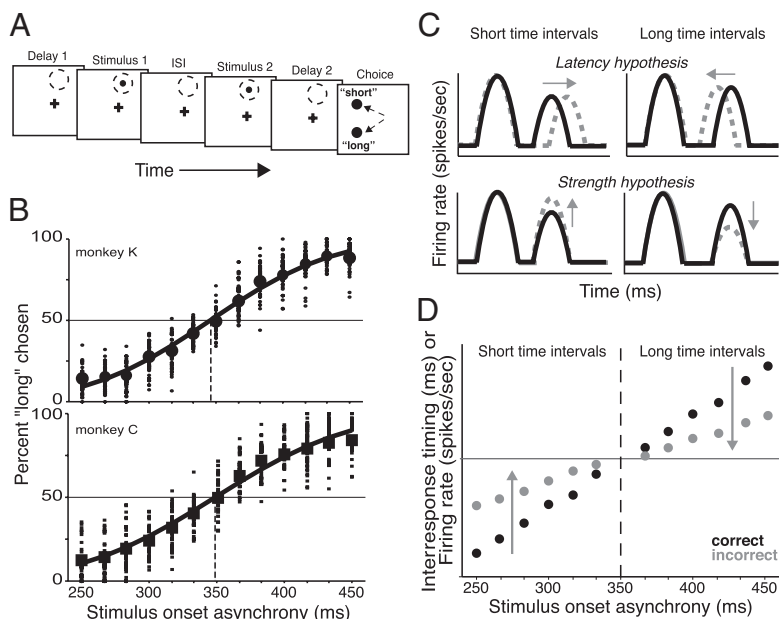 A
Delay 1
Stimulus 1
ISI
Stimulus 2
Delay 2
Choice
"short"
"long"
Time
B
Percent "long" chosen
100
monkey K
50
0
100
monkey C
50
0
250
300
350
400
450
Stimulus onset asynchrony (ms)
C
Short time intervals
Long time intervals
Latency hypothesis
Strength hypothesis
Firing rate (spikes/sec)
Time (ms)
D
Interresponse timing (ms) or
Firing rate (spikes/sec)
Short time intervals
Long time intervals
correct
incorrect
250
300
350
400
450
Stimulus onset asynchrony (ms)